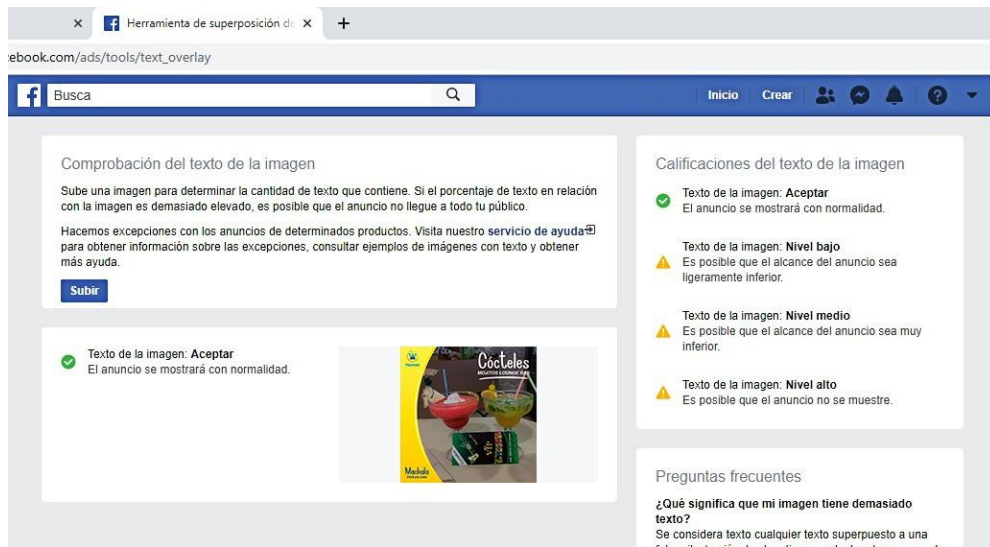 Herramienta de superposición de
ebook.com/ads/tools/text_overlay
f Busca
Inicio Crear
Comprobación del texto de la imagen
Sube una imagen para determinar la cantidad de texto que contiene. Si el porcentaje de texto en relación
con la imagen es demasiado elevado, es posible que el anuncio no llegue a todo tu público.
Hacemos excepciones con los anuncios de determinados productos. Visita nuestro servicio de ayuda
para obtener información sobre las excepciones, consultar ejemplos de imágenes con texto y obtener
más ayuda.
Subir
Texto de la imagen: Aceptar
El anuncio se mostrará con normalidad.
Machala
Cócteles
MOJITOS LOUNGE BAR
VIP
Machala
Calificaciones del texto de la imagen
Texto de la imagen: Aceptar
El anuncio se mostrará con normalidad.
Texto de la imagen: Nivel bajo
Es posible que el alcance del anuncio sea
ligeramente inferior.
Texto de la imagen: Nivel medio
Es posible que el alcance del anuncio sea muy
inferior.
Texto de la imagen: Nivel alto
Es posible que el anuncio no se muestre.
Preguntas frecuentes
¿Qué significa que mi imagen tiene demasiado
texto?
Se considera texto cualquier texto superpuesto a una